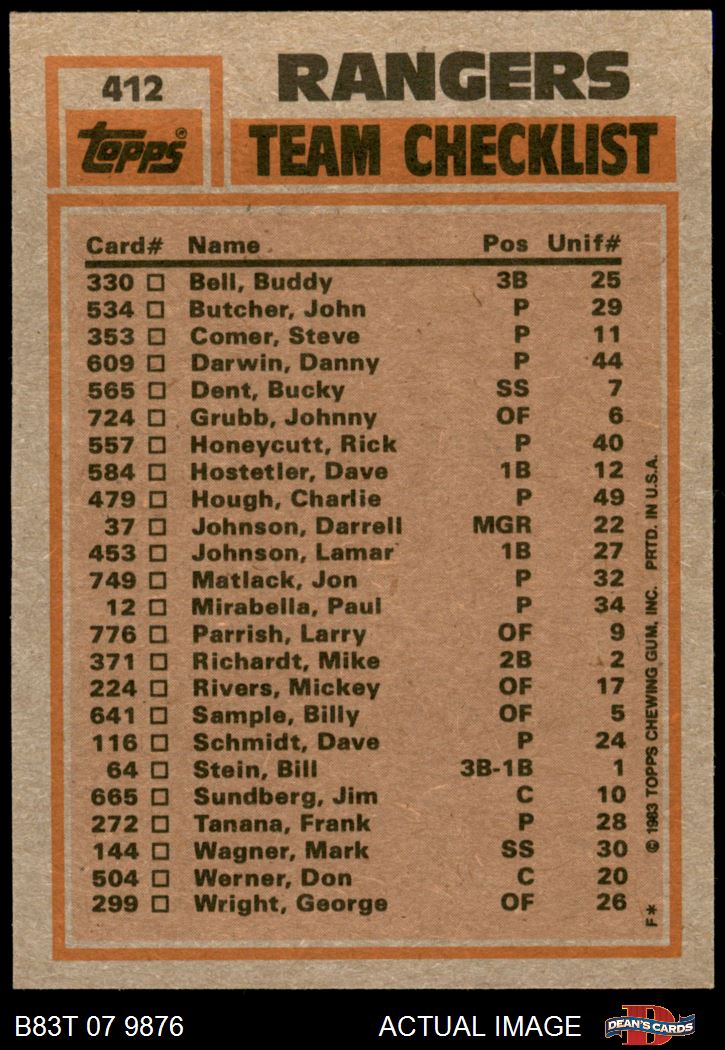 412
RANGERS
Topps®
TEAM CHECKLIST
Card# Name Pos Unif#
330 □ Bell, Buddy 3B 25
534 □ Butcher, John P 29
353 □ Comer, Steve P 11
609 □ Darwin, Danny P 44
565 □ Dent, Bucky SS 7
724 □ Grubb, Johnny OF 6
557 □ Honeycutt, Rick P 40
584 □ Hostetler, Dave 1B 12
479 □ Hough, Charlie P 49
37 □ Johnson, Darrell MGR 22
453 □ Johnson, Lamar 1B 27
749 □ Matlack, Jon P 32
12 □ Mirabella, Paul P 34
776 □ Parrish, Larry OF 9
371 □ Richardt, Mike 2B 2
224 □ Rivers, Mickey OF 17
641 □ Sample, Billy OF 5
116 □ Schmidt, Dave P 24
64 □ Stein, Bill 3B-1B 1
665 □ Sundberg, Jim C 10
272 □ Tanana, Frank P 28
144 □ Wagner, Mark SS 30
504 □ Werner, Don C 20
299 □ Wright, George OF 26
F* © 1983 TOPPS CHEWING GUM, INC. PRTD. IN U.S.A.
B83T 07 9876 ACTUAL IMAGE
D
DEAN'S CARDS